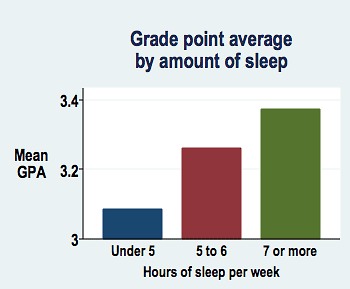 Grade point average
by amount of sleep
3.4
Mean
GPA
3.2
3
Under 5
5 to 6
7 or more
Hours of sleep per week